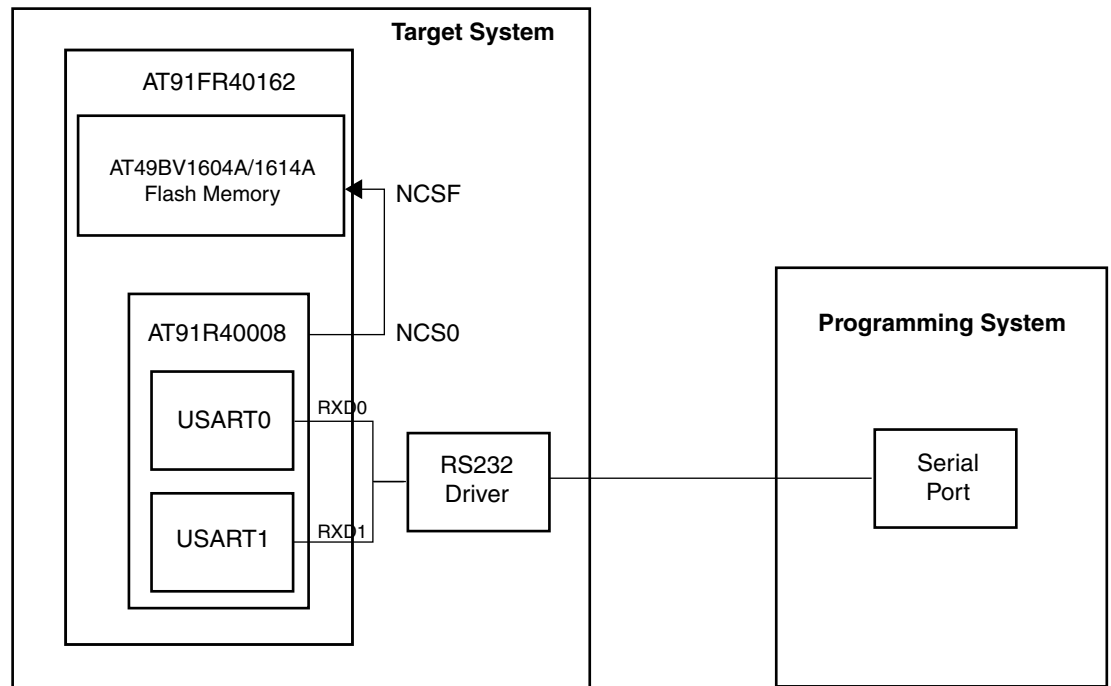 Target System
AT91FR40162
AT49BV1604A/1614A
Flash Memory
NCSF
AT91R40008
NCS0
USART0
RXD0
RS232
Driver
USART1
RXD1
Programming System
Serial
Port